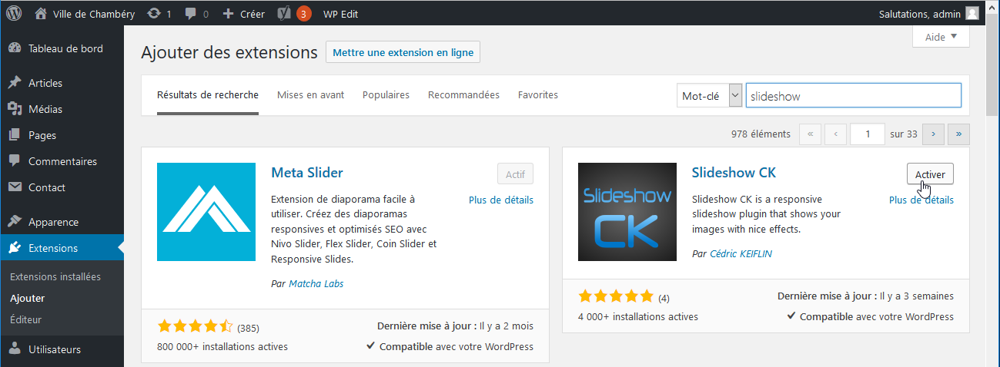 Ville de Chambéry 1 0 Créer 3 WP Edit Salutations, admin
Tableau de bord
Articles
Médias
Pages
Commentaires
Contact
Apparence
Extensions
Extensions installées
Ajouter
Éditeur
Utilisateurs
Aide
Ajouter des extensions Mettre une extension en ligne
Résultats de recherche Mises en avant Populaires Recommandées Favorites Mot-clé slideshow
978 éléments « ‹ 1 sur 33 › »
Meta Slider
Actif
Plus de détails
Extension de diaporama facile à
utiliser. Créez des diaporamas
responsives et optimisés SEO avec
Nivo Slider, Flex Slider, Coin Slider et
Responsive Slides.
Par Matcha Labs
(385)
Dernière mise à jour : Il y a 2 mois
800 000+ installations actives
Compatible avec votre WordPress
Slideshow
CK
Slideshow CK
Activer
Plus de détails
Slideshow CK is a responsive
slideshow plugin that shows your
images with nice effects.
Par Cédric KEIFLIN
(4)
Dernière mise à jour : Il y a 3 semaines
4 000+ installations actives
Compatible avec votre WordPress